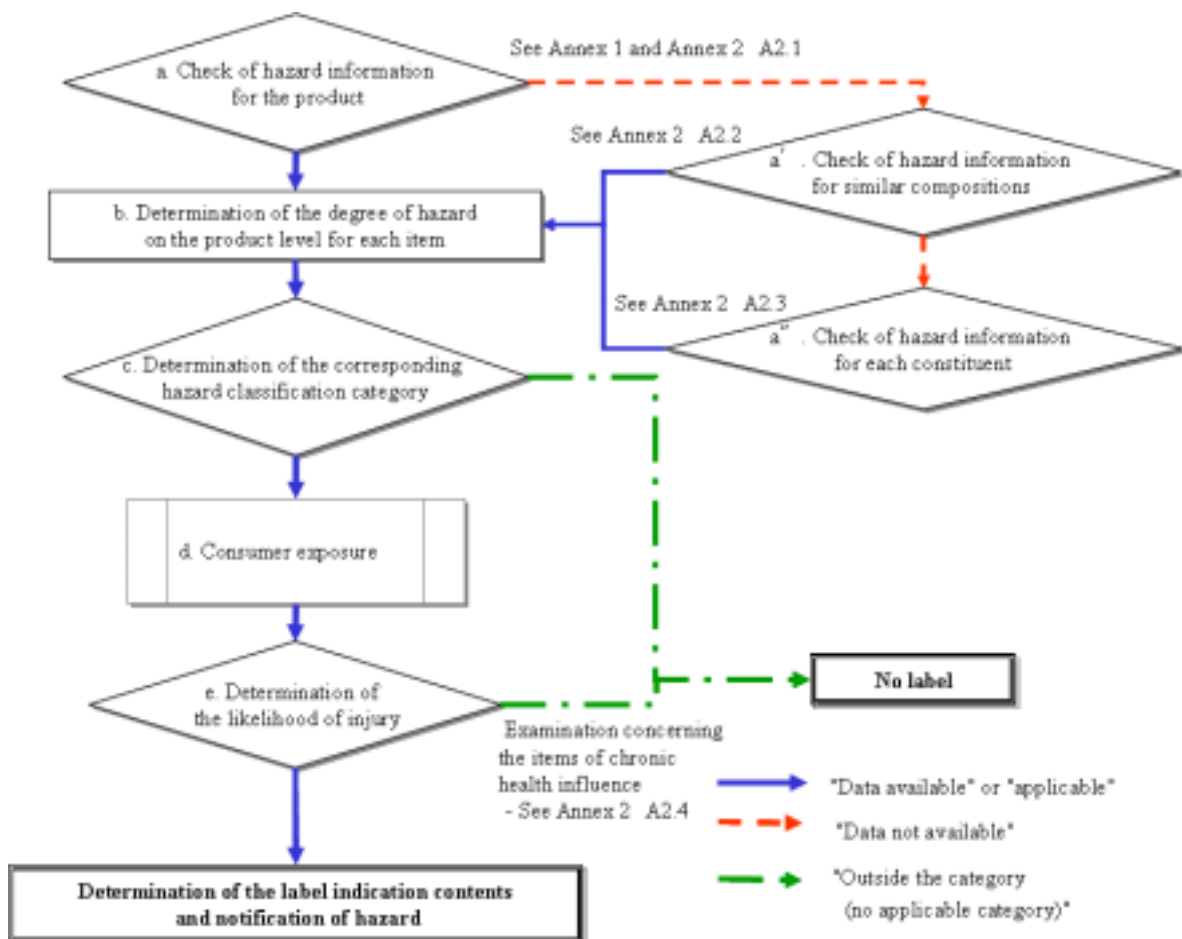 See Annex 1 and Annex 2 A2.1
a. Check of hazard information
for the product
See Annex 2 A2.2
a' . Check of hazard information
for similar compositions
b. Determination of the degree of hazard
on the product level for each item
See Annex 2 A2.3
a" . Check of hazard information
for each constituent
c. Determination of the corresponding
hazard classification category
d. Consumer exposure
e. Determination of
the likelihood of injury
No label
Examination concerning
the items of chronic
health influence
- See Annex 2 A2.4
"Data available" or "applicable"
"Data not available"
"Outside the category
(no applicable category)"
Determination of the label indication contents
and notification of hazard